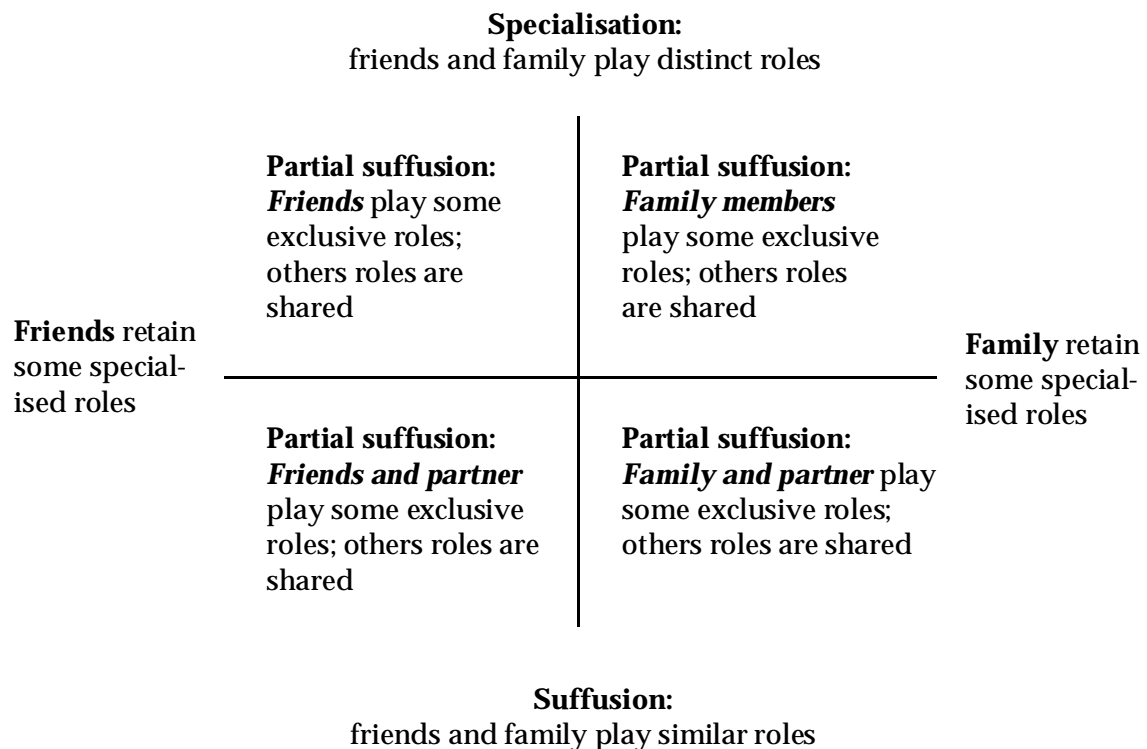 Specialisation:
friends and family play distinct roles
Partial suffusion:
Friends play some
exclusive roles;
others roles are
shared
Partial suffusion:
Family members
play some exclusive
roles; others roles
are shared
Friends retain
some special-
ised roles
Family retain
some special-
ised roles
Partial suffusion:
Friends and partner
play some exclusive
roles; others roles are
shared
Partial suffusion:
Family and partner play
some exclusive roles;
others roles are shared
Suffusion:
friends and family play similar roles